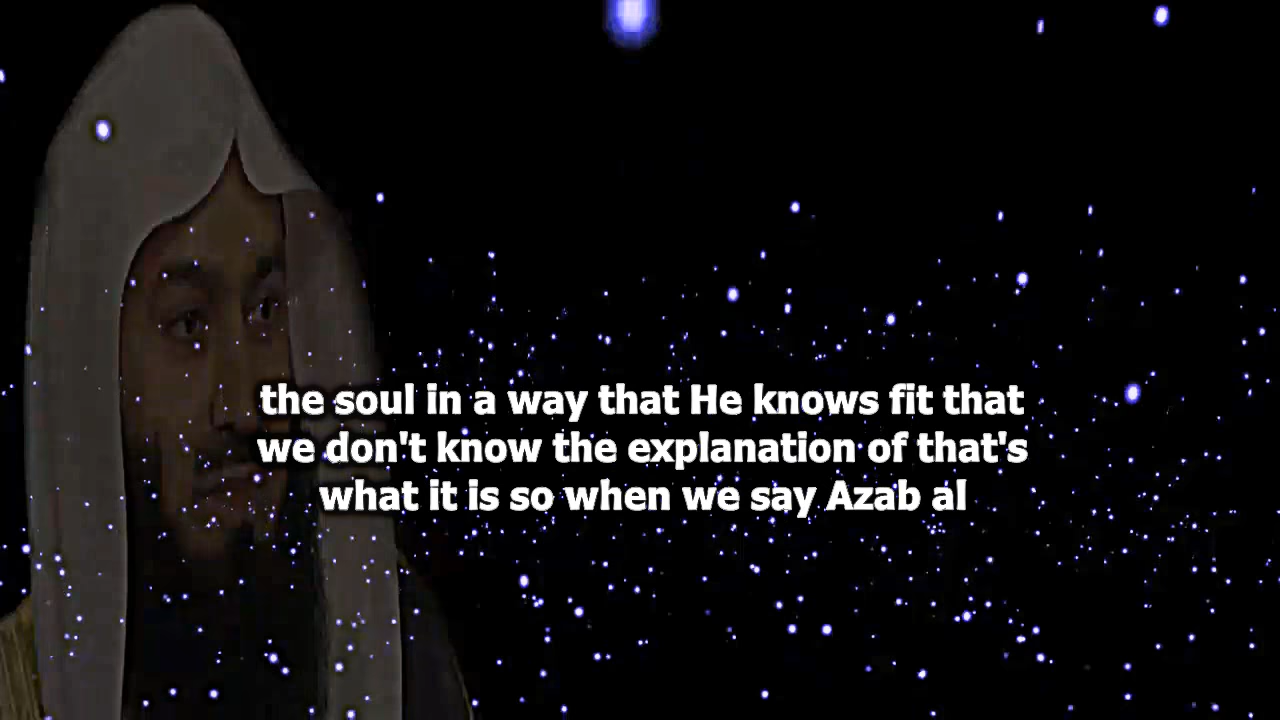 the soul in a way that He knows fit that
we don't know the explanation of that's
what it is so when we say Azab al